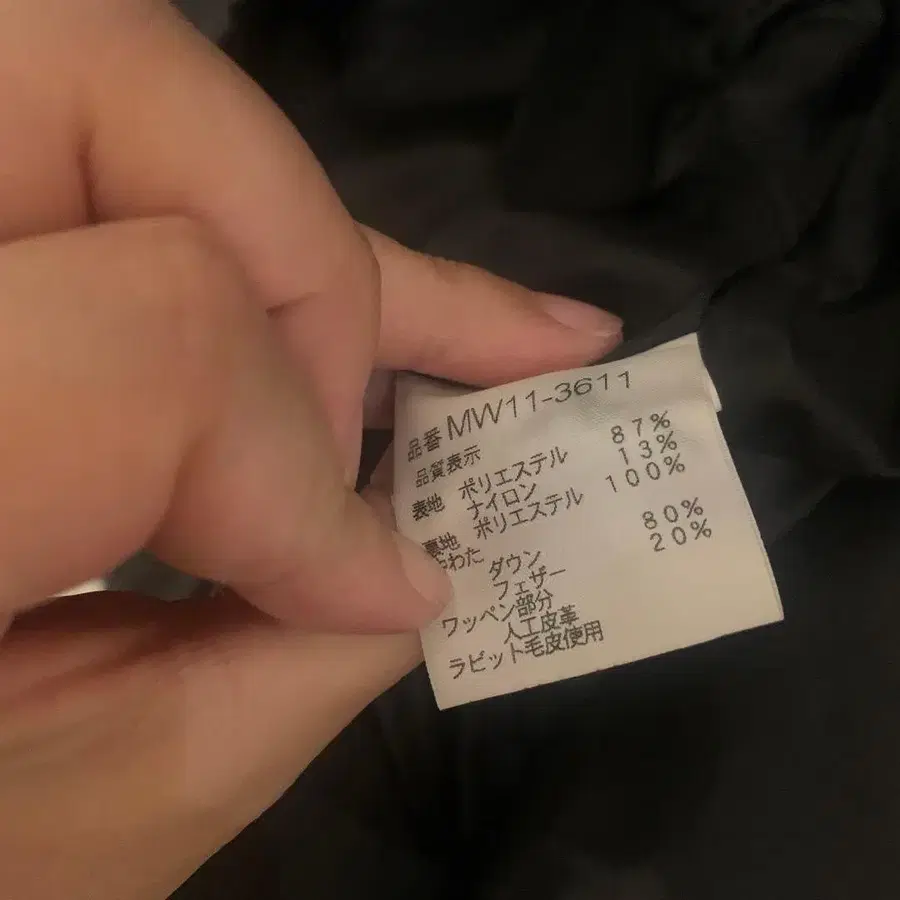 品番 MW11-3611
品質表示
表地 ポリエステル 87%
ナイロン 13%
裏地 ポリエステル 100%
わた
ダウン 80%
フェザー 20%
ワッペン部分
人工皮革
ラビット毛皮使用